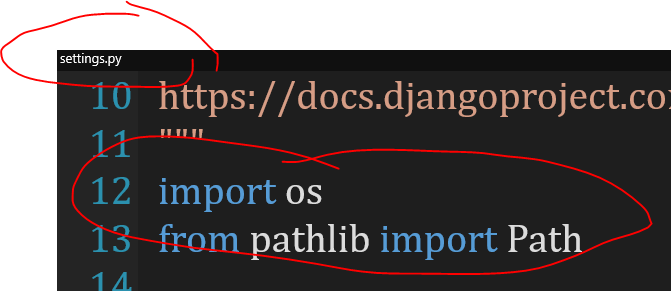 settings.py
10 https://docs.djangoproject.co
11 """
12 import os
13 from pathlib import Path
14